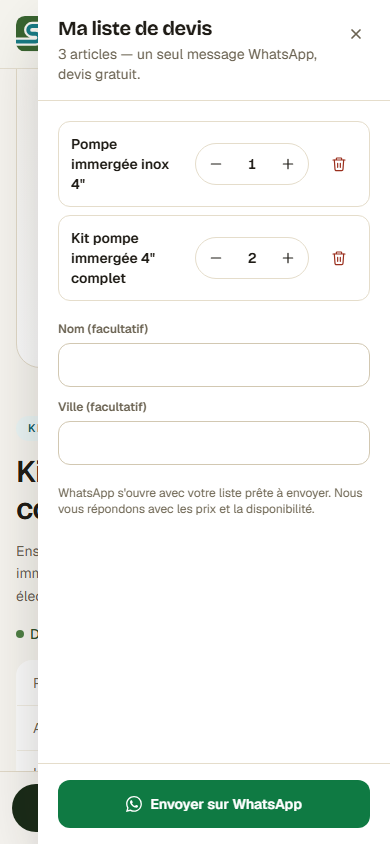 Ma liste de devis
3 articles — un seul message WhatsApp,
devis gratuit.
Pompe
immergée inox
4"
1
Kit pompe
immergée 4"
complet
2
Nom (facultatif)
Ville (facultatif)
WhatsApp s'ouvre avec votre liste prête à envoyer. Nous
vous répondons avec les prix et la disponibilité.
Envoyer sur WhatsApp